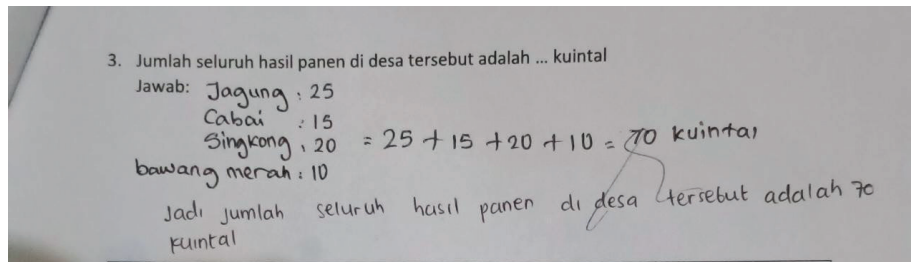 3. Jumlah seluruh hasil panen di desa tersebut adalah ... kuintal
Jawab: Jagung : 25
Cabai : 15
Singkong : 20 = 25 + 15 + 20 + 10 = 70 kuintal
bawang merah : 10
Jadi jumlah seluruh hasil panen di desa tersebut adalah 70
kuintal